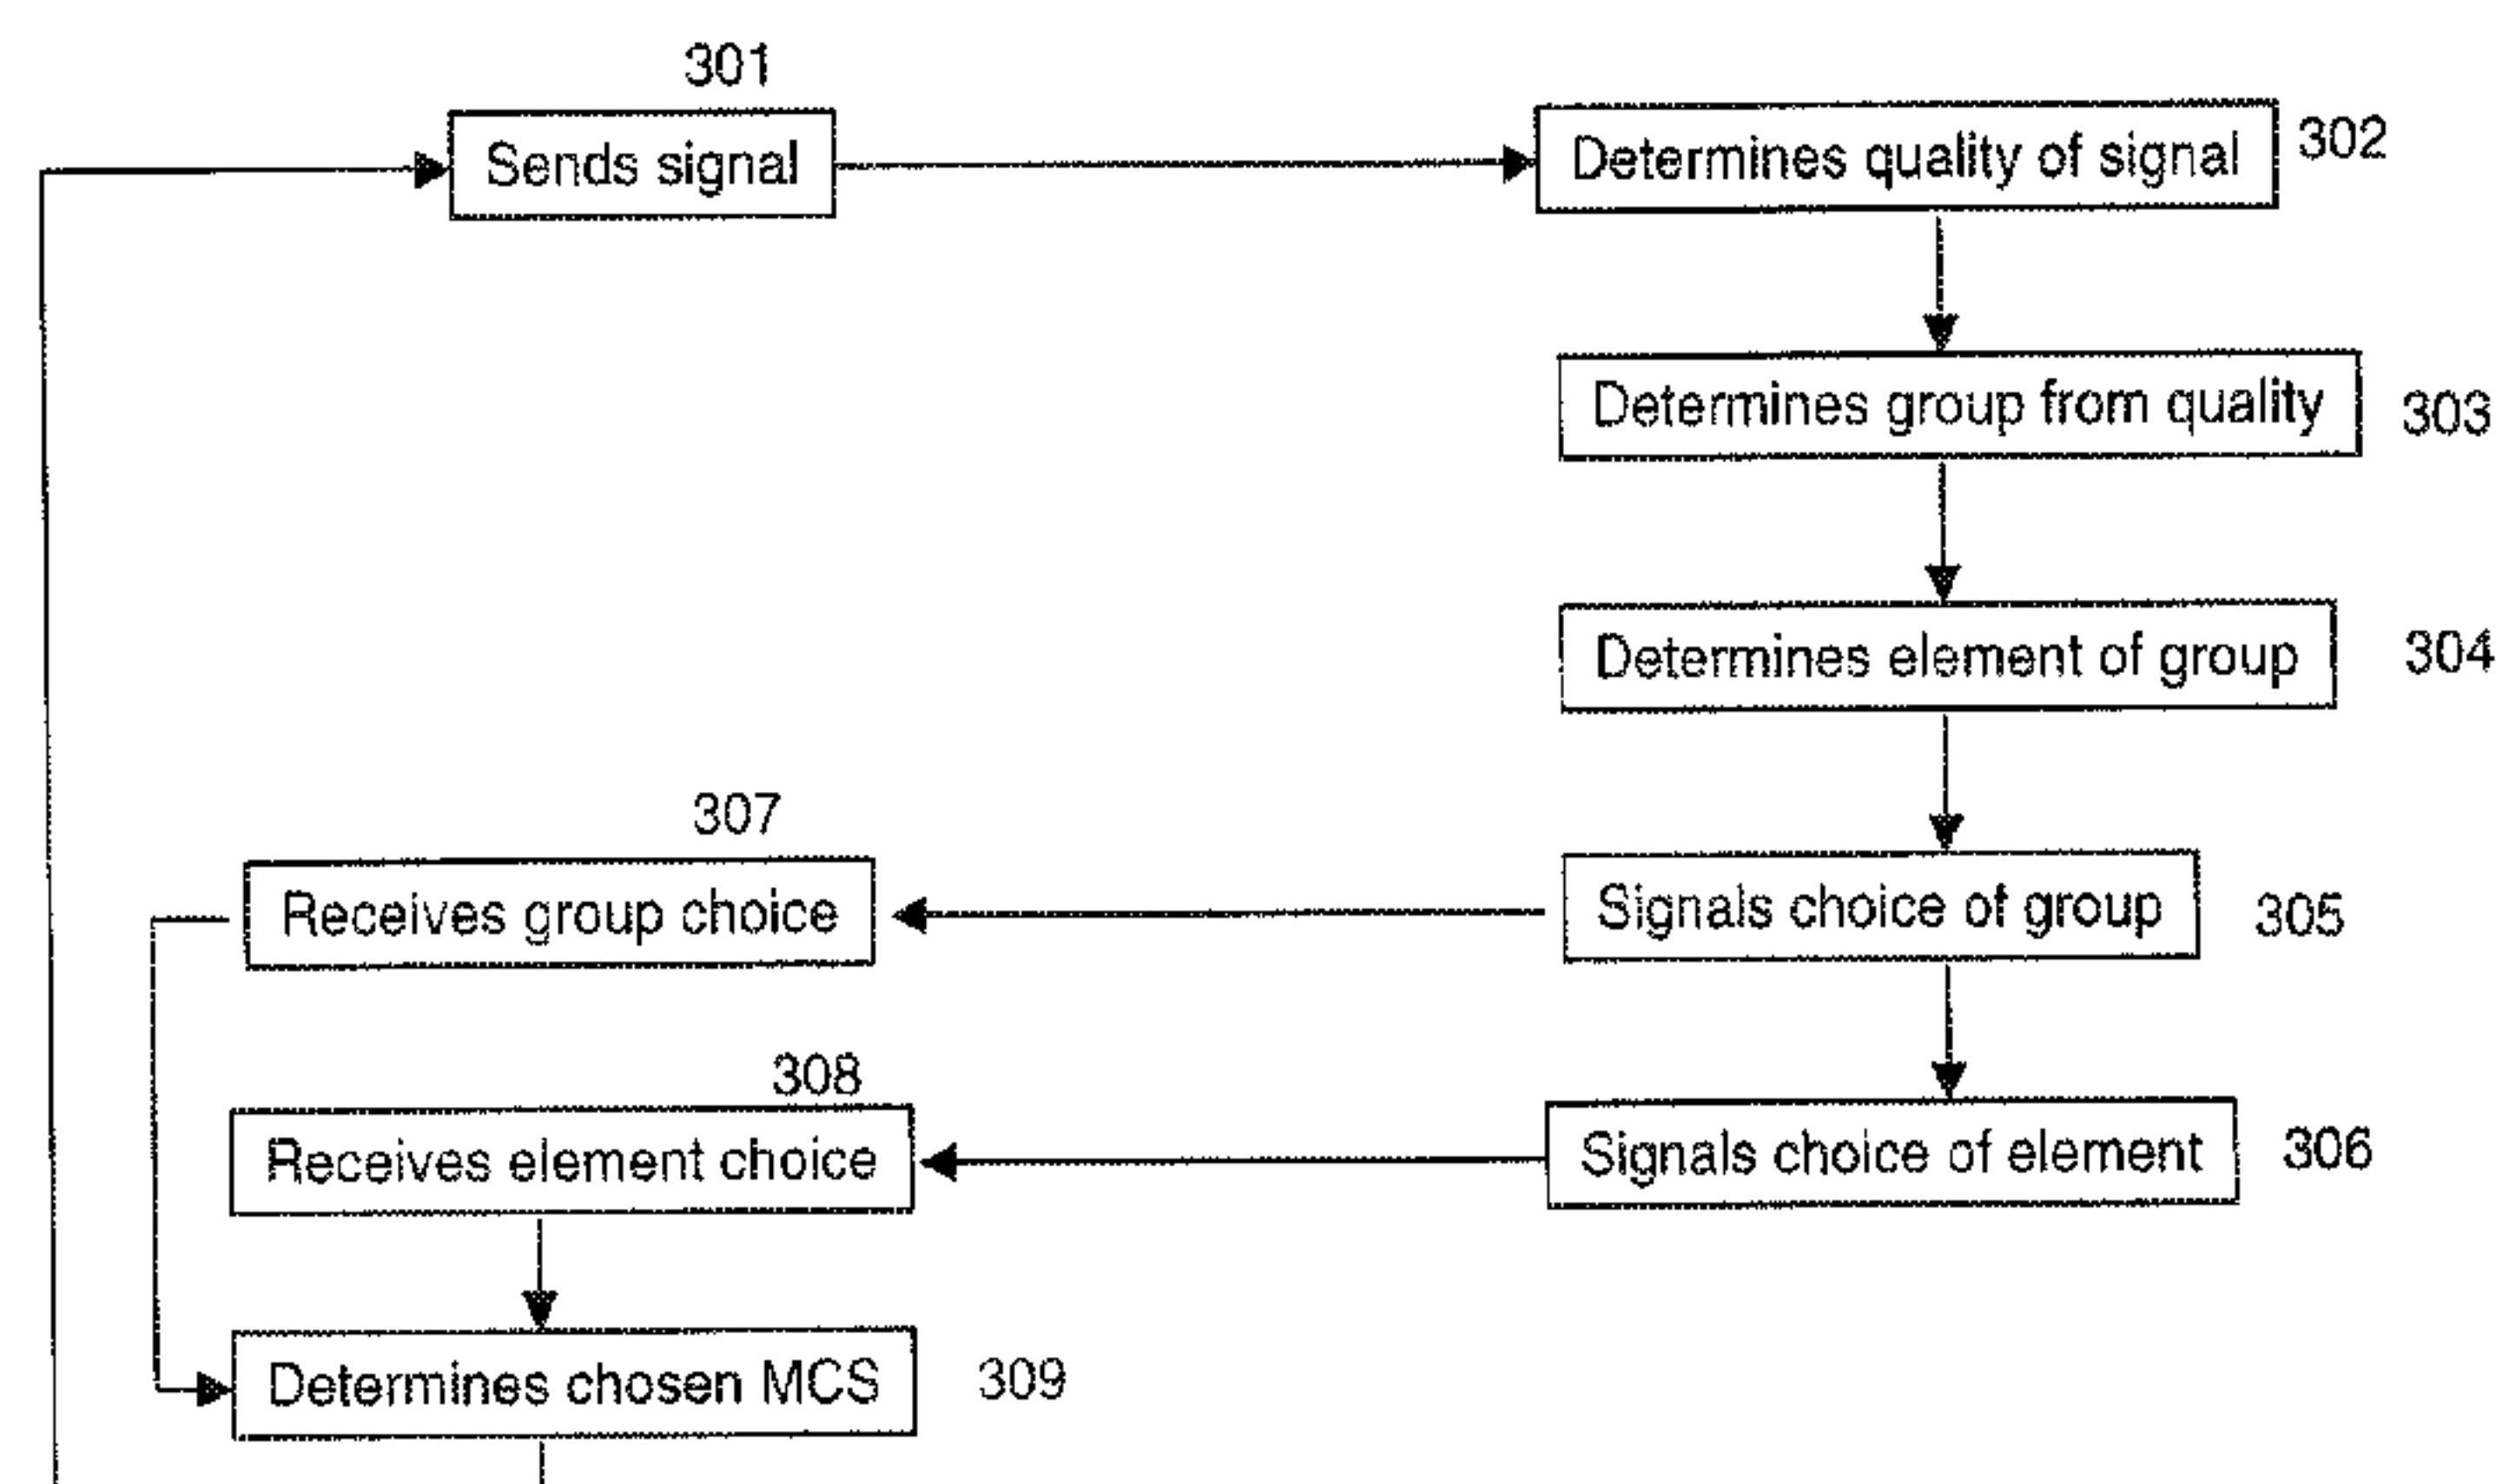 301
Sends signal
Determines quality of signal
302
Determines group from quality
303
Determines element of group
304
307
Receives group choice
Signals choice of group
305
308
Receives element choice
Signals choice of element
306
Determines chosen MCS
309